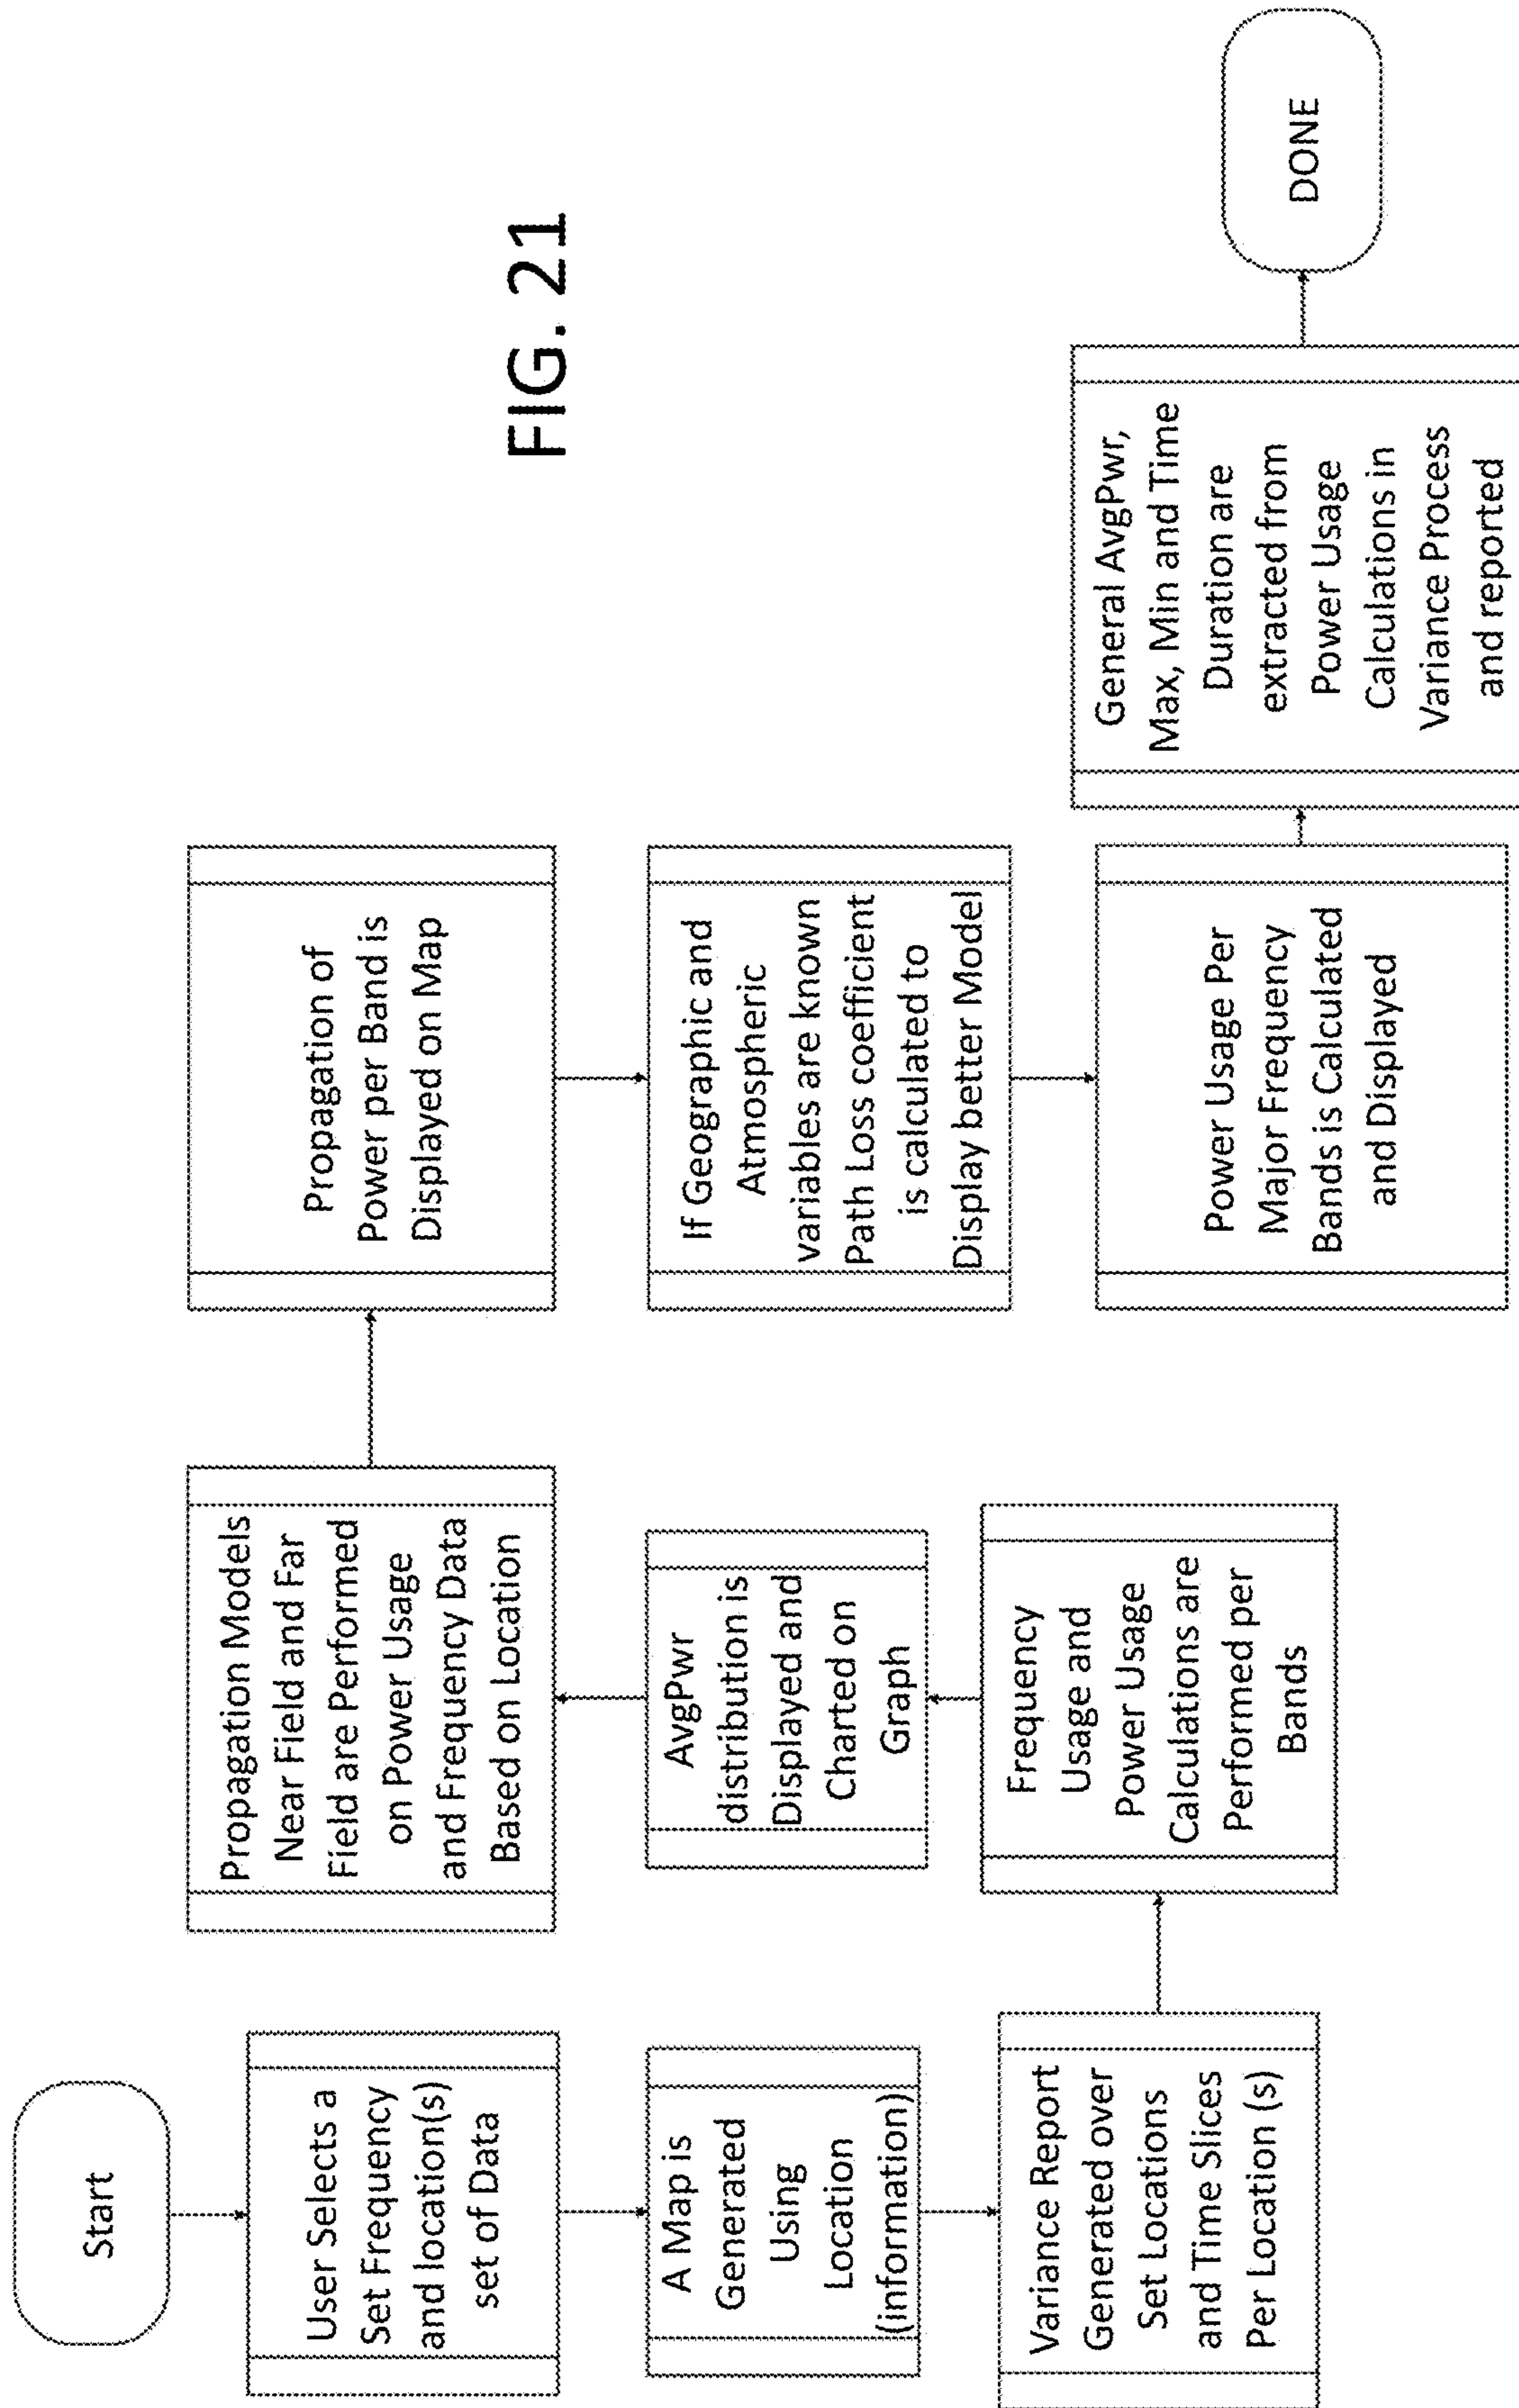 FIG. 21
Start
User Selects a
Set Frequency
and location(s)
set of Data
A Map is
Generated
Using
Location
(information)
Variance Report
Generated over
Set Locations
and Time Slices
Per Location (s)
Frequency
Usage and
Power Usage
Calculations are
Performed per
Bands
AvgPwr
distribution is
Displayed and
Charted on
Graph
Propagation Models
Near Field and Far
Field are Performed
on Power Usage
and Frequency Data
Based on Location
Propagation of
Power per Band is
Displayed on Map
If Geographic and
Atmospheric
variables are known
Path Loss coefficient
is calculated to
Display better Model
Power Usage Per
Major Frequency
Bands is Calculated
and Displayed
General AvgPwr,
Max, Min and Time
Duration are
extracted from
Power Usage
Calculations in
Variance Process
and reported
DONE